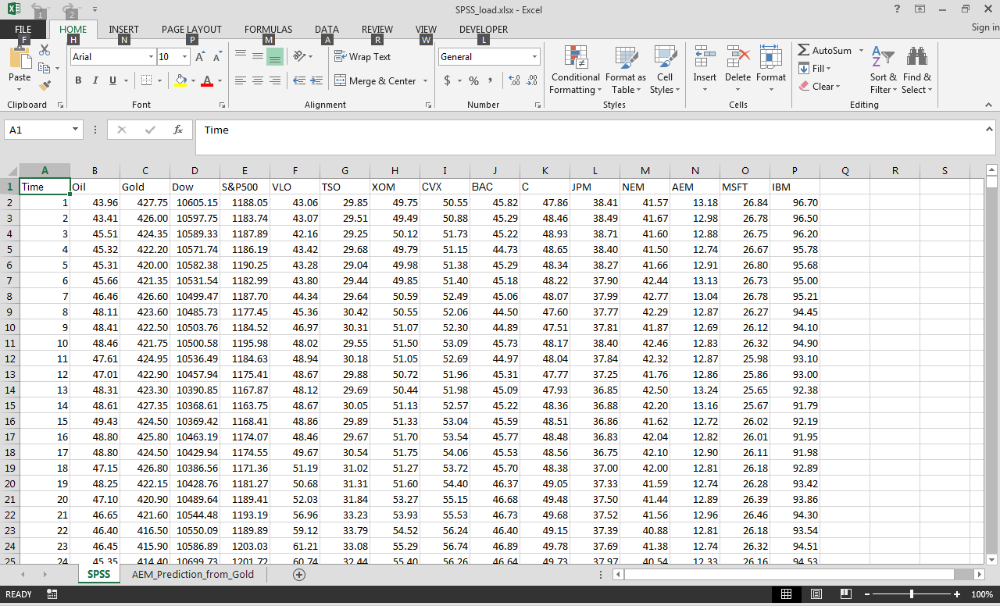 SPSS_load.xlsx - Excel
1 2
FILE HOME INSERT PAGE LAYOUT FORMULAS DATA REVIEW VIEW DEVELOPER Sign in
F H N P M A R W L
Arial 10 Wrap Text General AutoSum
Paste B I U Merge & Center $ % , Conditional Formatting Format as Table Cell Styles Insert Delete Format Fill Clear Sort & Filter Find & Select
Clipboard Font Alignment Number Styles Cells Editing
A1 fx Time
A B C D E F G H I J K L M N O P Q R S
1 Time Oil Gold Dow S&P500 VLO TSO XOM CVX BAC C JPM NEM AEM MSFT IBM
2 1 43.96 427.75 10605.15 1188.05 43.06 29.85 49.75 50.55 45.82 47.86 38.41 41.57 13.18 26.84 96.70
3 2 43.41 426.00 10597.75 1183.74 43.07 29.51 49.49 50.88 45.29 48.46 38.49 41.67 12.98 26.78 96.50
4 3 45.51 424.35 10589.33 1187.89 42.16 29.25 50.12 51.73 45.22 48.93 38.71 41.60 12.88 26.75 96.20
5 4 45.32 422.20 10571.74 1186.19 43.42 29.68 49.79 51.15 44.73 48.65 38.40 41.50 12.74 26.67 95.78
6 5 45.31 420.00 10582.38 1190.25 43.28 29.04 49.98 51.38 45.29 48.34 38.27 41.66 12.91 26.80 95.68
7 6 45.66 421.35 10531.54 1182.99 43.80 29.44 49.85 51.40 45.18 48.22 37.90 42.44 13.13 26.73 95.00
8 7 46.46 426.60 10499.47 1187.70 44.34 29.64 50.59 52.49 45.06 48.07 37.99 42.77 13.04 26.78 95.21
9 8 48.11 423.60 10485.73 1177.45 45.36 30.42 50.55 52.06 44.50 47.60 37.77 42.29 12.87 26.27 94.45
10 9 48.41 422.50 10503.76 1184.52 46.97 30.31 51.07 52.30 44.89 47.51 37.81 41.87 12.69 26.12 94.10
11 10 48.46 421.75 10500.58 1195.98 48.02 29.55 51.50 53.09 45.73 48.17 38.40 42.46 12.83 26.32 94.90
12 11 47.61 424.95 10536.49 1184.63 48.94 30.18 51.05 52.69 44.97 48.04 37.84 42.32 12.87 25.98 93.10
13 12 47.01 422.90 10457.94 1175.41 48.67 29.88 50.72 51.96 45.31 47.77 37.25 41.76 12.86 25.86 93.00
14 13 48.31 423.30 10390.85 1167.87 48.12 29.69 50.44 51.98 45.09 47.93 36.85 42.50 13.24 25.65 92.38
15 14 48.61 427.35 10368.61 1163.75 48.67 30.05 51.13 52.57 45.22 48.36 36.88 42.20 13.16 25.67 91.79
16 15 49.43 424.50 10369.42 1168.41 48.86 29.89 51.33 53.04 45.59 48.51 36.86 41.62 12.72 26.02 92.19
17 16 48.80 425.80 10463.19 1174.07 48.46 29.67 51.70 53.54 45.77 48.48 36.83 42.04 12.82 26.01 91.95
18 17 48.80 424.50 10429.94 1174.55 49.67 30.54 51.75 54.06 45.53 48.56 36.75 42.10 12.90 26.11 91.98
19 18 47.15 426.80 10386.56 1171.36 51.19 31.02 51.27 53.72 45.70 48.38 37.00 42.00 12.81 26.18 92.89
20 19 48.25 422.15 10428.76 1181.27 50.68 31.31 51.60 54.40 46.37 49.05 37.33 41.59 12.74 26.28 93.42
21 20 47.10 420.90 10489.64 1189.41 52.03 31.84 53.27 55.15 46.68 49.48 37.50 41.44 12.89 26.39 93.86
22 21 46.65 421.60 10544.48 1193.19 56.96 33.23 53.93 55.53 46.73 49.68 37.52 41.56 12.96 26.46 94.30
23 22 46.40 416.50 10550.09 1189.89 59.12 33.79 54.52 56.24 46.40 49.15 37.39 40.88 12.81 26.18 93.54
24 23 46.45 415.90 10586.89 1203.03 61.21 33.08 55.29 56.74 46.89 49.78 37.69 41.38 12.74 26.32 94.51
25 24 45.35 414.40 10699.73 1201.72 60.74 32.44 55.40 56.26 46.64 49.73 37.97 40.54 12.33 26.16 94.53
SPSS AEM_Prediction_from_Gold
READY 100%